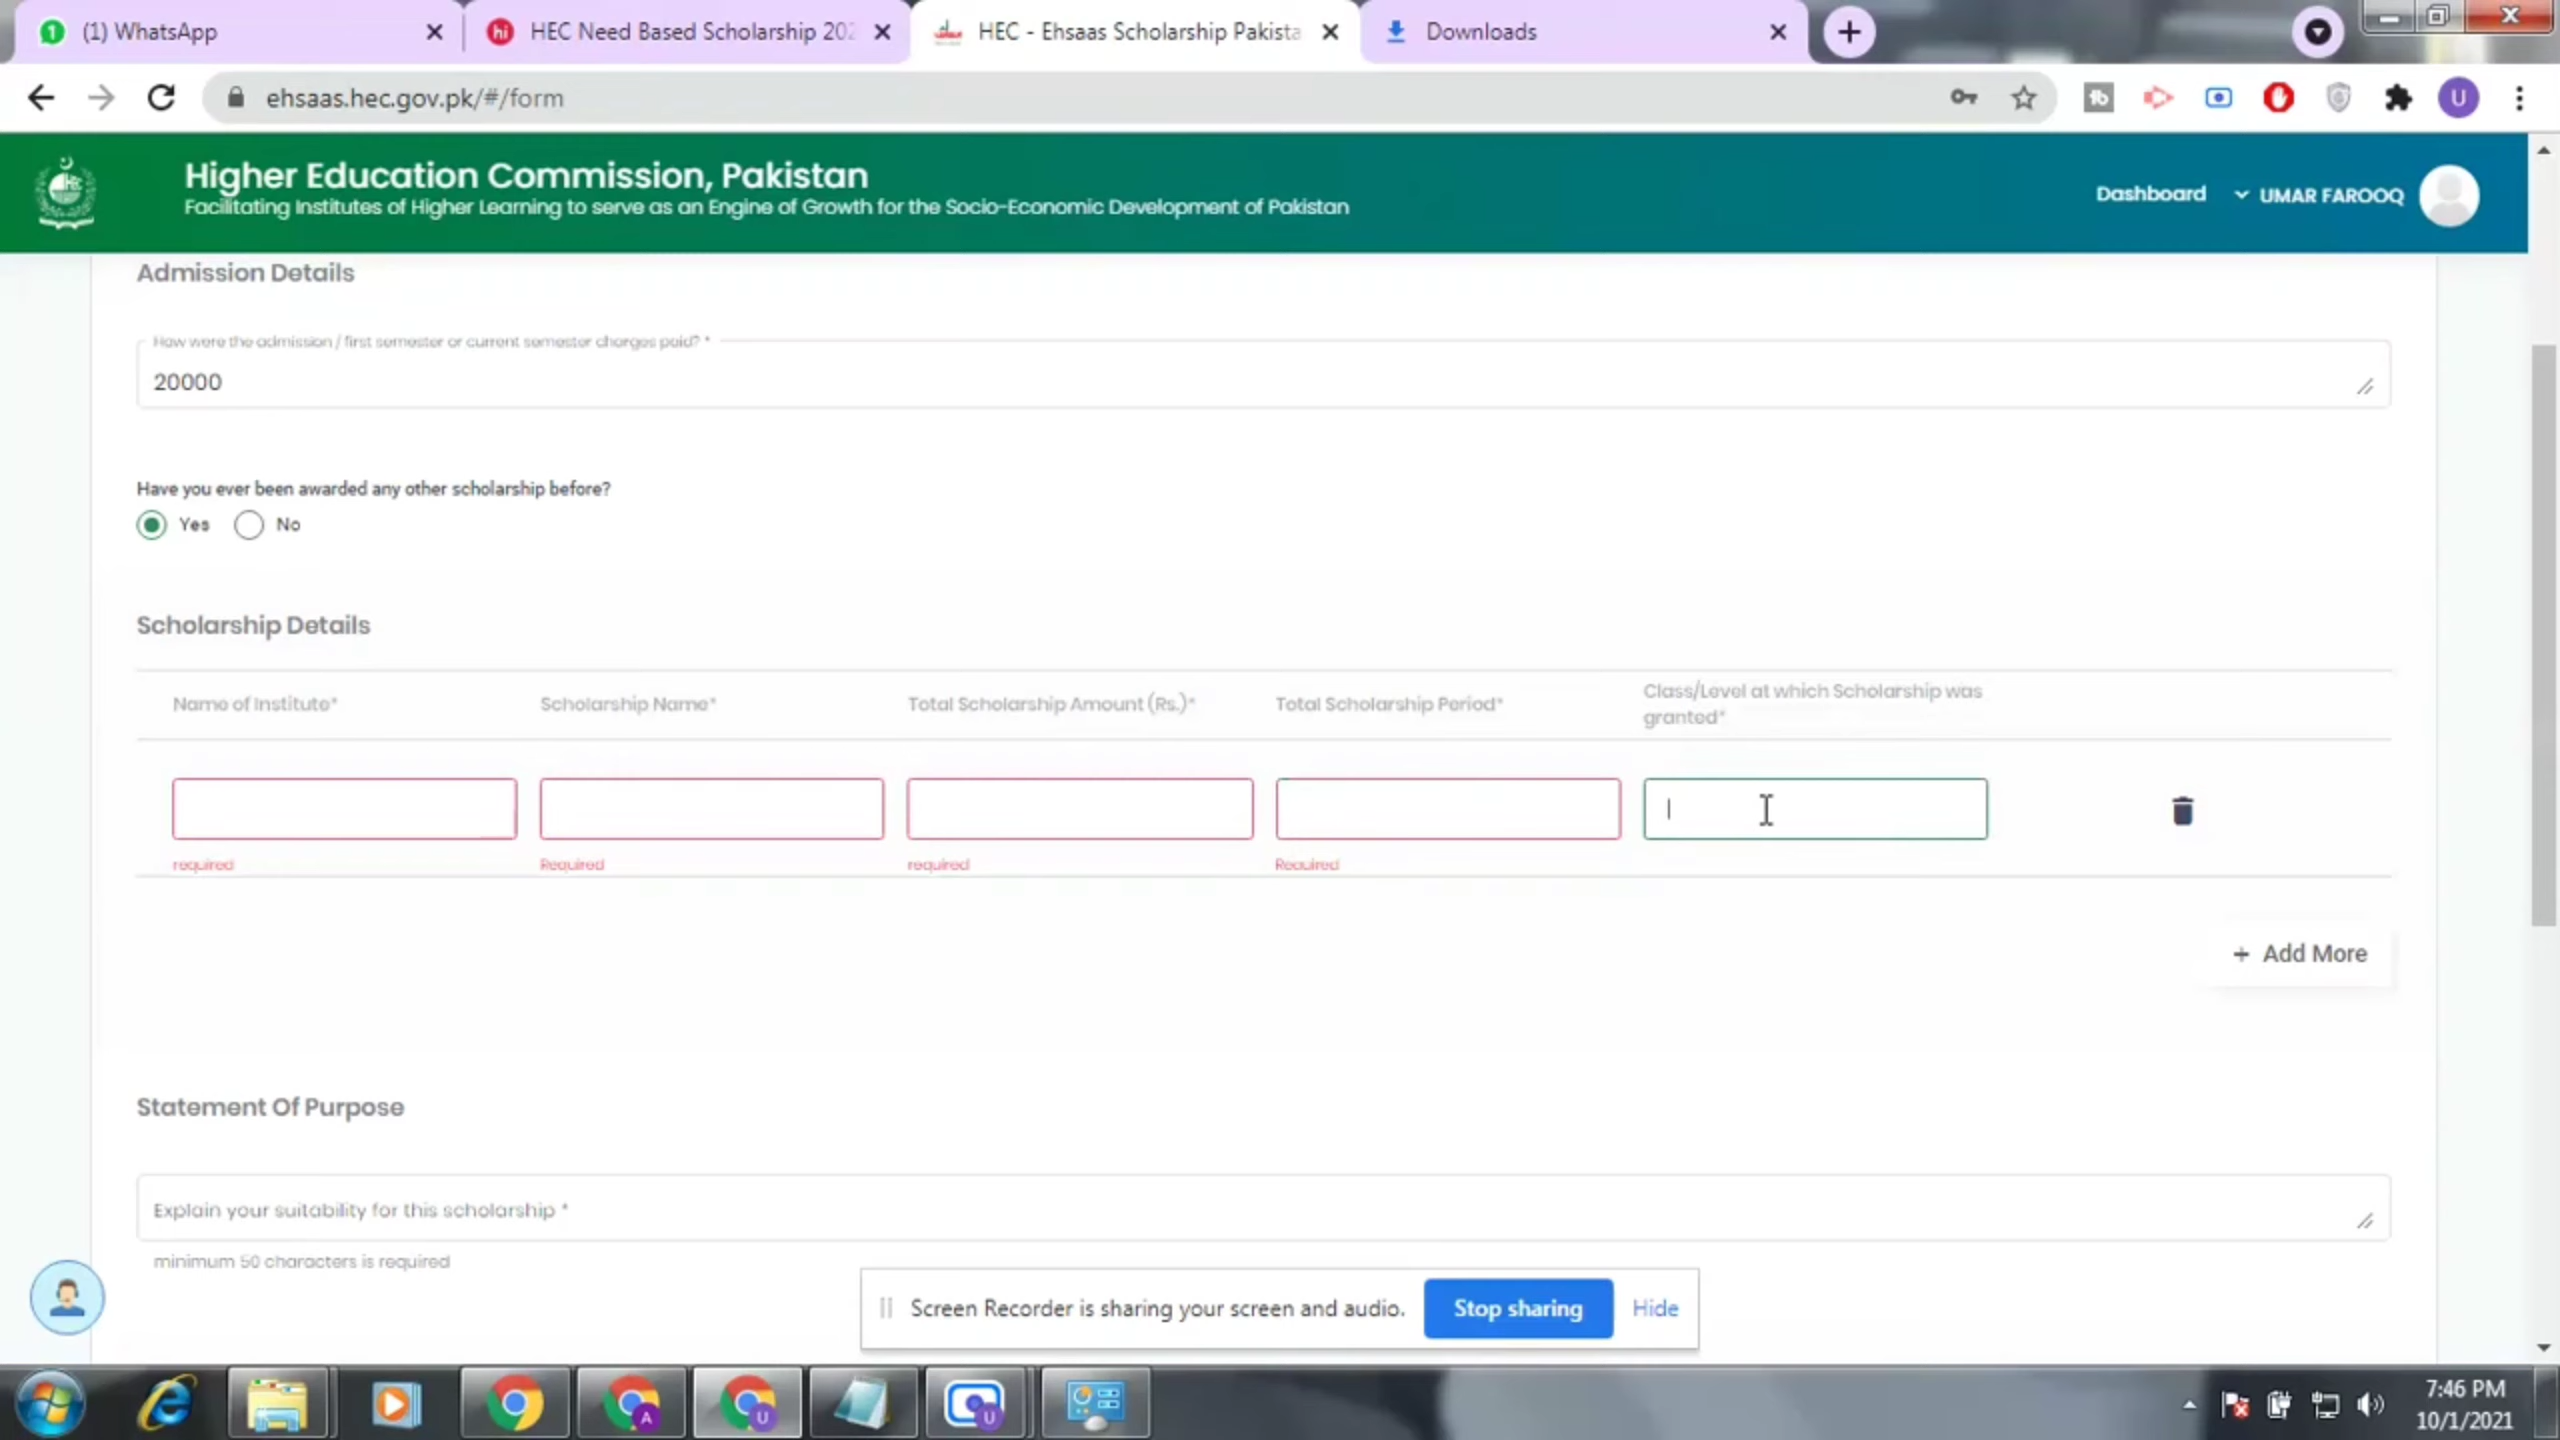 (1) WhatsApp
HEC Need Based Scholarship 202
HEC - Ehsaas Scholarship Pakista
Downloads
ehsaas.hec.gov.pk/#/form
U
Higher Education Commission, Pakistan
Facilitating Institutes of Higher Learning to serve as an Engine of Growth for the Socio-Economic Development of Pakistan
Dashboard
UMAR FAROOQ
Admission Details
How were the admission / first semester or current semester charges paid? *
20000
Have you ever been awarded any other scholarship before?
Yes No
Scholarship Details
Name of Institute*
Scholarship Name*
Total Scholarship Amount (Rs.)*
Total Scholarship Period*
Class/Level at which Scholarship was
granted*
required
Required
required
Required
+ Add More
Statement Of Purpose
Explain your suitability for this scholarship *
minimum 50 characters is required
Screen Recorder is sharing your screen and audio.
Stop sharing
Hide
7:46 PM
10/1/2021